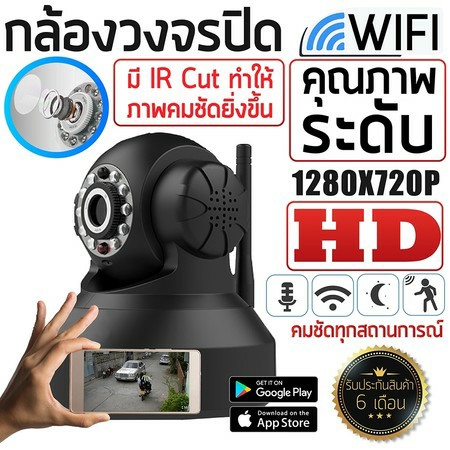 กล้องวงจรปิด
WIFI
มี IR Cut ทำให้
ภาพคมชัดยิ่งขึ้น
คุณภาพ
ระดับ
1280X720P
HD
คมชัดทุกสถานการณ์
GET IT ON
Google Play
Download on the
App Store
รับประกันสินค้า
6 เดือน